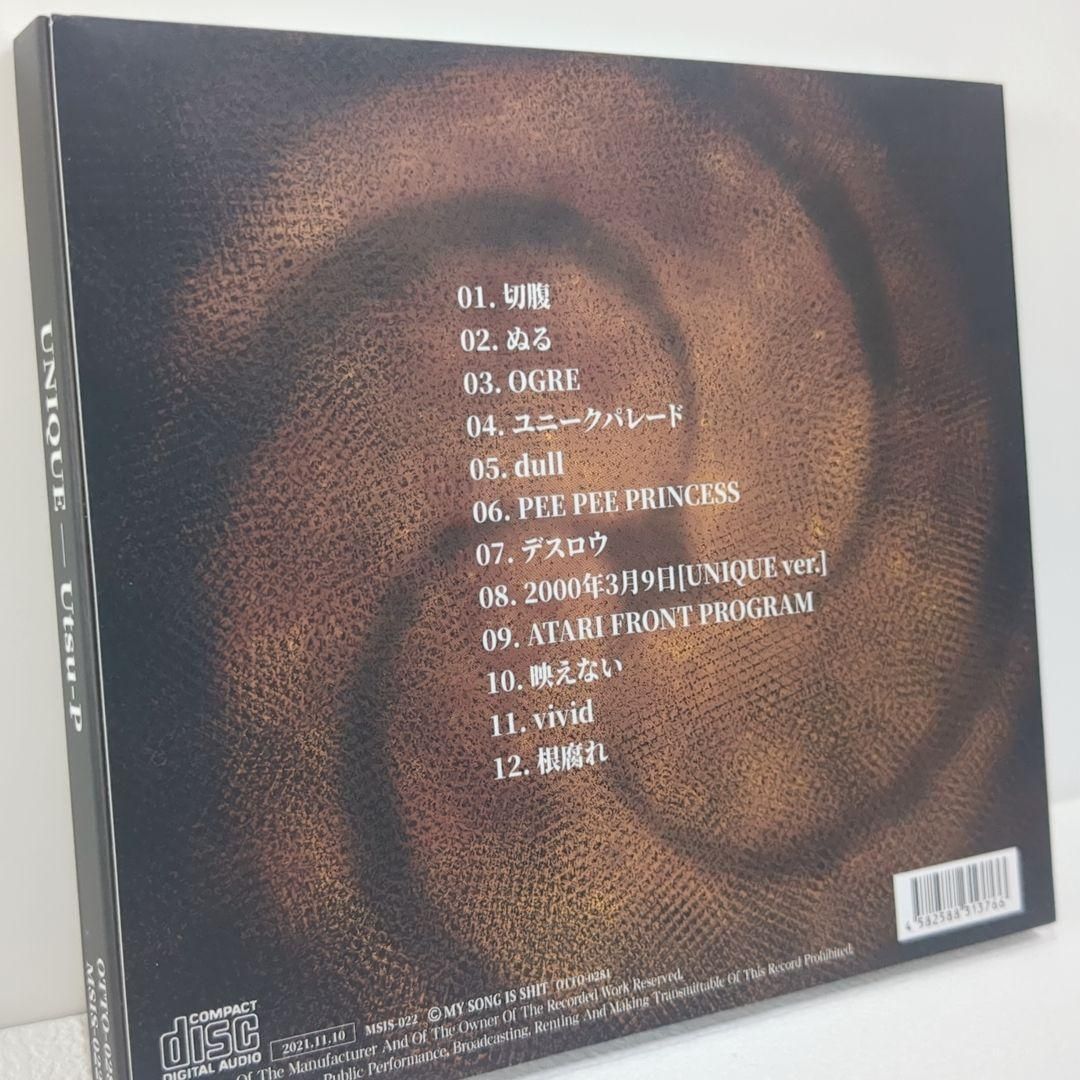 UNIQUE — Utsu-P
01. 切腹
02. ぬる
03. OGRE
04. ユニークパレード
05. dull
06. PEE PEE PRINCESS
07. デスロウ
08. 2000年3月9日[UNIQUE ver.]
09. ATARI FRONT PROGRAM
10. 映えない
11. vivid
12. 根腐れ
4 582588 313766
COMPACT
disc
DIGITAL AUDIO
2021.11.10
MSIS-022 ©MY SONG IS SHIT OTTO-0281
Of The Manufacturer And Of The Owner Of The Recorded Work Reserved.
Public Performance, Broadcasting, Renting And Making Transmittable Of This Record Prohibited.